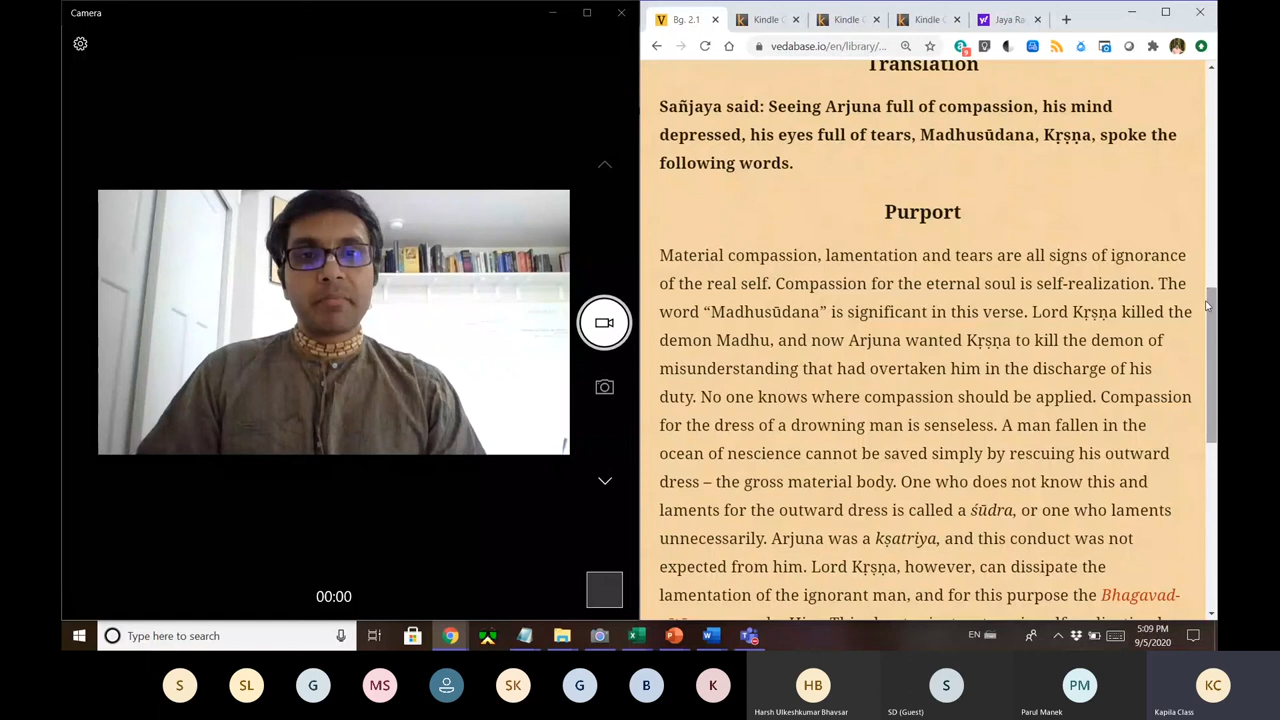 Camera
Bg. 2.1
Kindle
Kindle
Kindle
Jaya Ra
vedabase.io/en/library/...
Translation
Sañjaya said: Seeing Arjuna full of compassion, his mind
depressed, his eyes full of tears, Madhusūdana, Kṛṣṇa, spoke the
following words.
Purport
Material compassion, lamentation and tears are all signs of ignorance
of the real self. Compassion for the eternal soul is self-realization. The
word “Madhusūdana” is significant in this verse. Lord Kṛṣṇa killed the
demon Madhu, and now Arjuna wanted Kṛṣṇa to kill the demon of
misunderstanding that had overtaken him in the discharge of his
duty. No one knows where compassion should be applied. Compassion
for the dress of a drowning man is senseless. A man fallen in the
ocean of nescience cannot be saved simply by rescuing his outward
dress – the gross material body. One who does not know this and
laments for the outward dress is called a śūdra, or one who laments
unnecessarily. Arjuna was a kṣatriya, and this conduct was not
expected from him. Lord Kṛṣṇa, however, can dissipate the
lamentation of the ignorant man, and for this purpose the Bhagavad-
00:00
Type here to search
EN
5:09 PM
9/5/2020
S
SL
G
MS
SK
G
B
K
HB
S
PM
KC
Harsh Ulkeshkumar Bhavsar
SD (Guest)
Parul Manek
Kapila Class